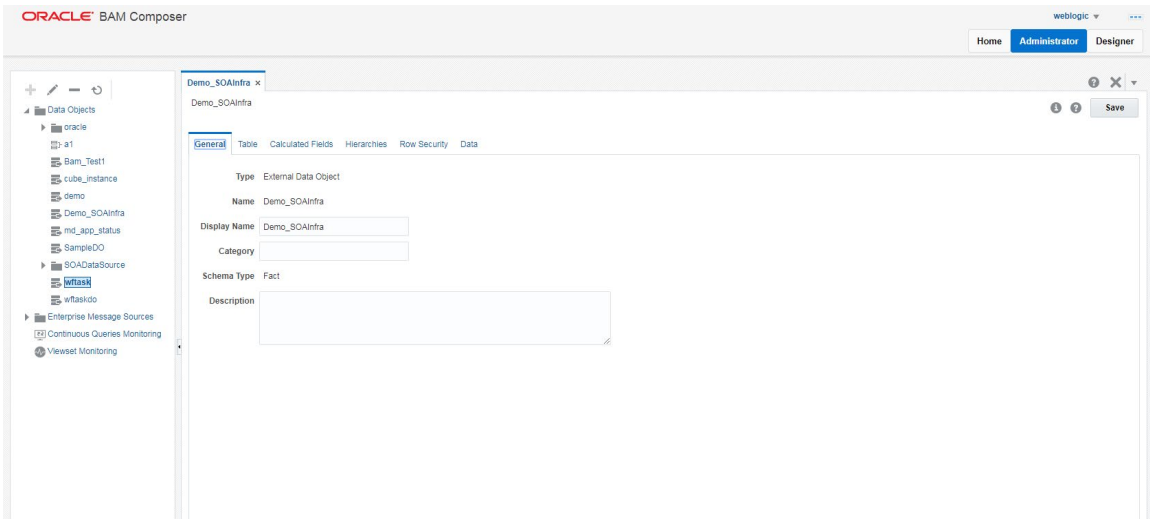 ORACLE BAM Composer
weblogic
Home Administrator Designer
Demo_SOAInfra
Demo_SOAInfra
Save
Data Objects
oracle
a1
Bam_Test1
cube_instance
demo
Demo_SOAInfra
md_app_status
SampleDO
SOADataSource
wftask
wftaskdo
Enterprise Message Sources
Continuous Queries Monitoring
Viewset Monitoring
General Table Calculated Fields Hierarchies Row Security Data
Type External Data Object
Name Demo_SOAInfra
Display Name Demo_SOAInfra
Category
Schema Type Fact
Description